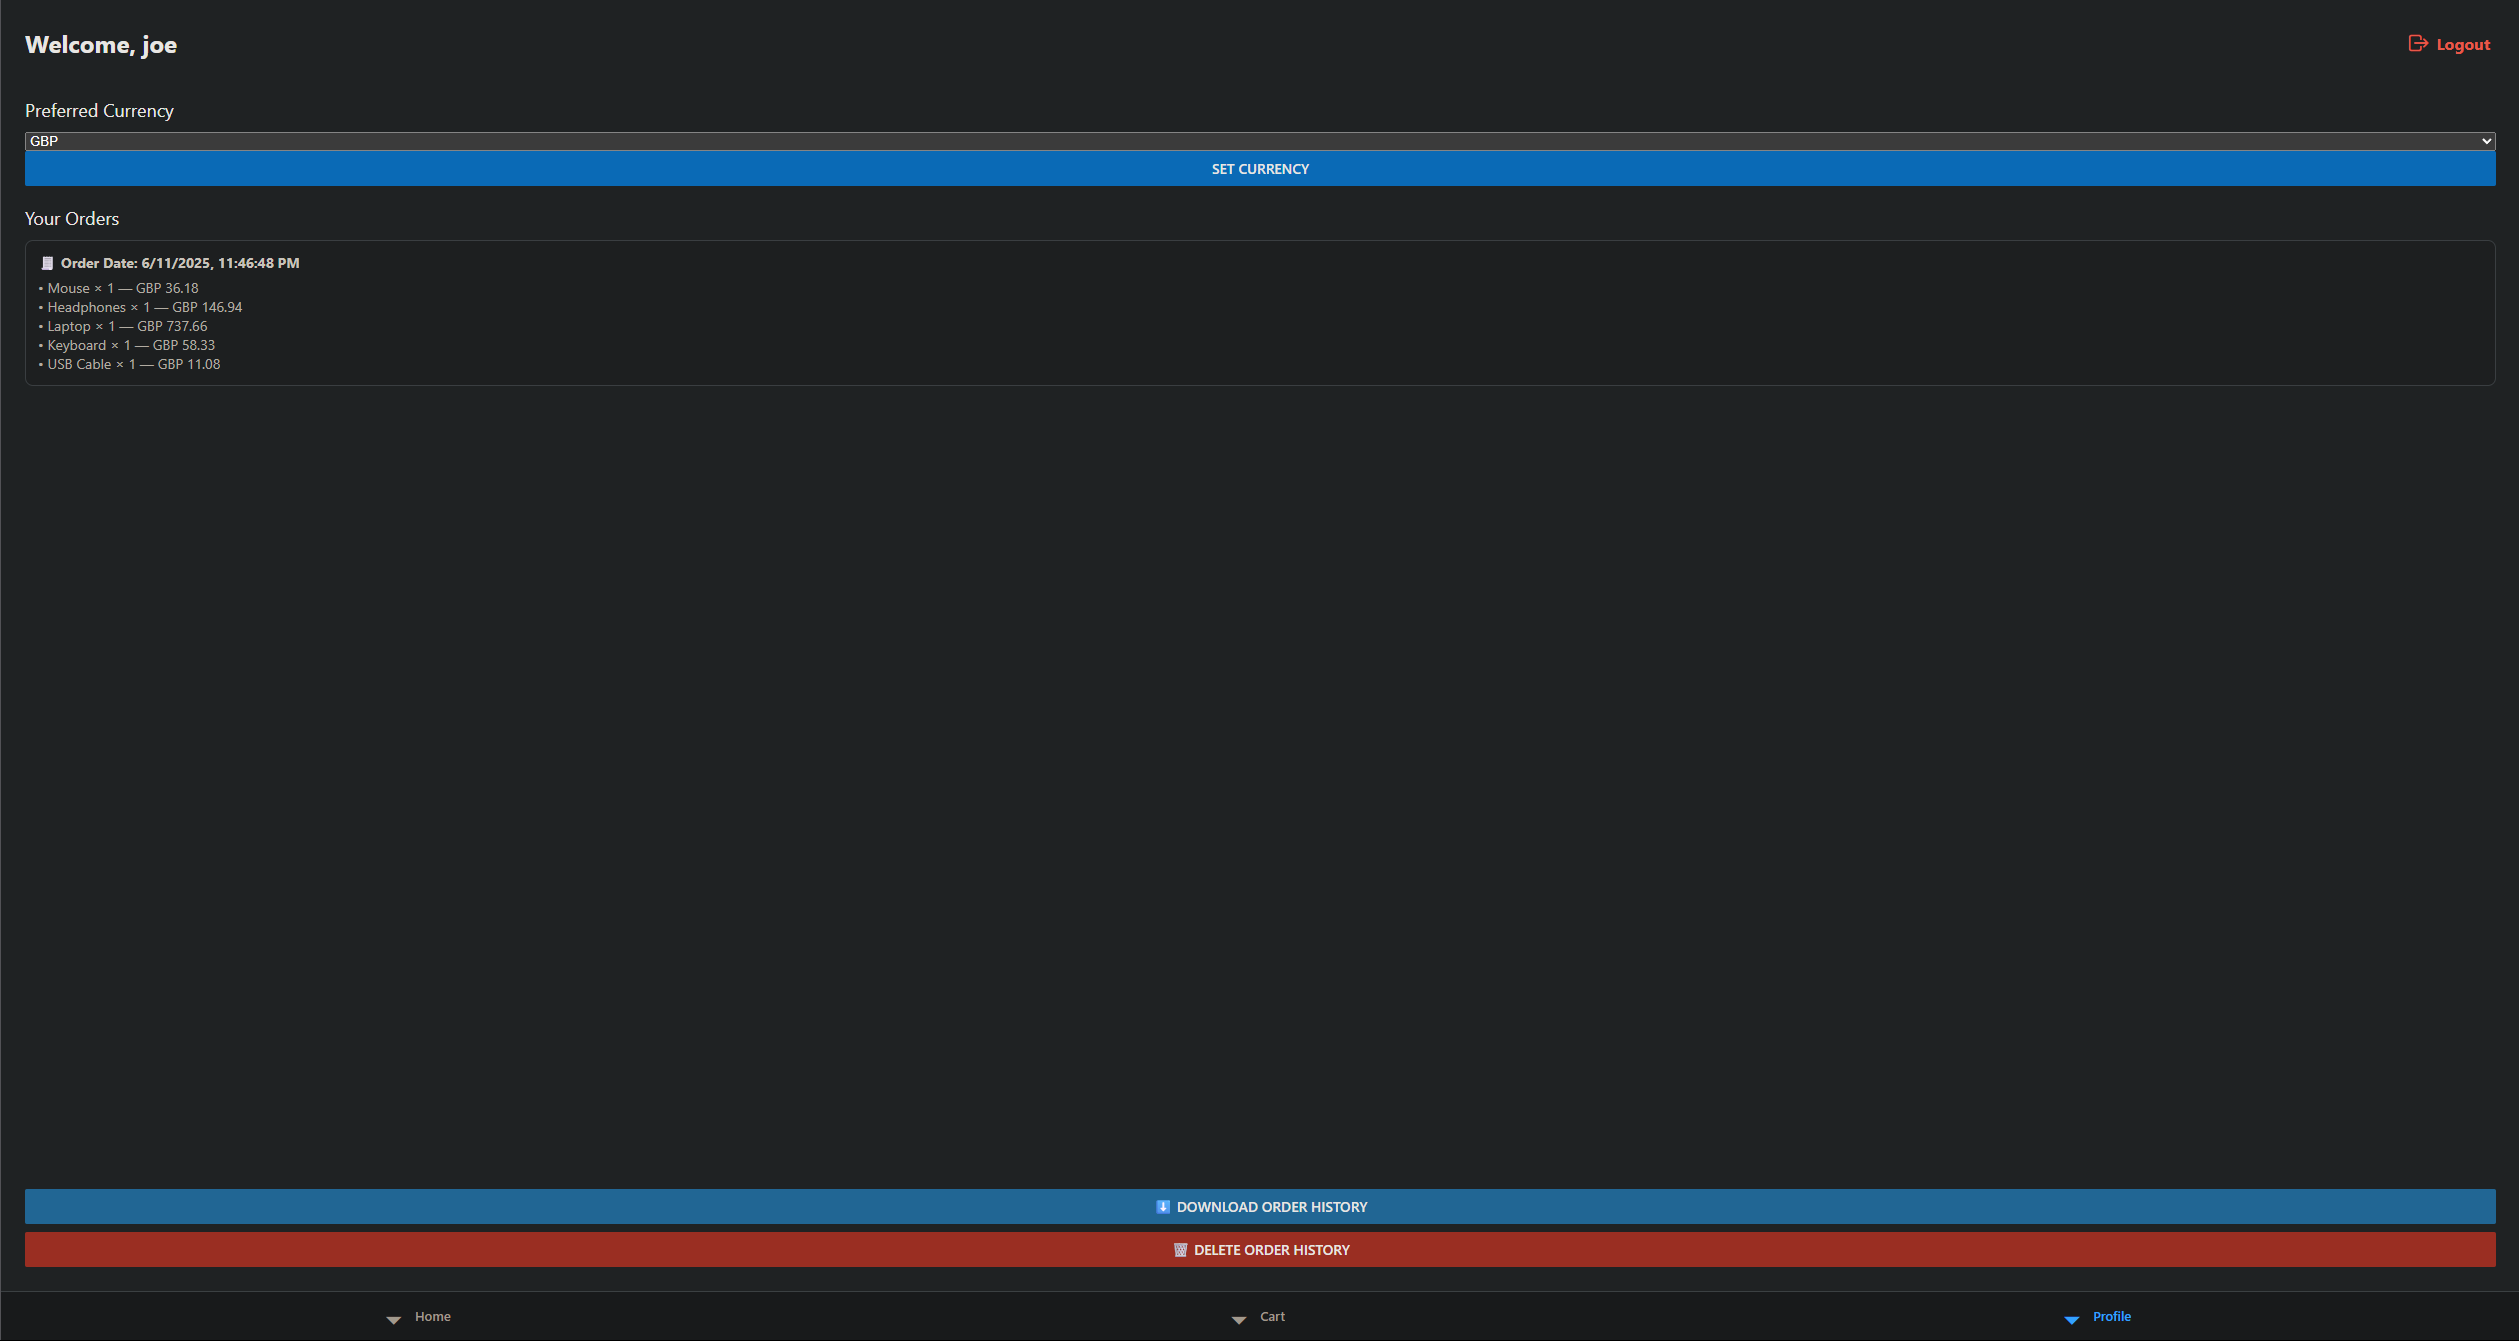 Welcome, joe
Logout
Preferred Currency
GBP
SET CURRENCY
Your Orders
Order Date: 6/11/2025, 11:46:48 PM
• Mouse × 1 — GBP 36.18
• Headphones × 1 — GBP 146.94
• Laptop × 1 — GBP 737.66
• Keyboard × 1 — GBP 58.33
• USB Cable × 1 — GBP 11.08
DOWNLOAD ORDER HISTORY
DELETE ORDER HISTORY
Home
Cart
Profile